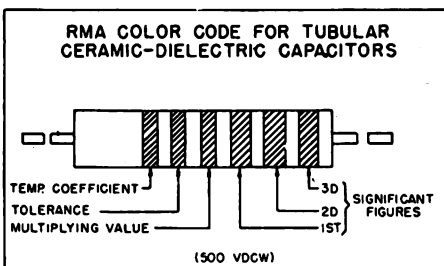 RMA COLOR CODE FOR TUBULAR
CERAMIC-DIELECTRIC CAPACITORS
TEMP. COEFFICIENT
3D
TOLERANCE
2D
SIGNIFICANT
FIGURES
MULTIPLYING VALUE
1ST
(500 VDCW)